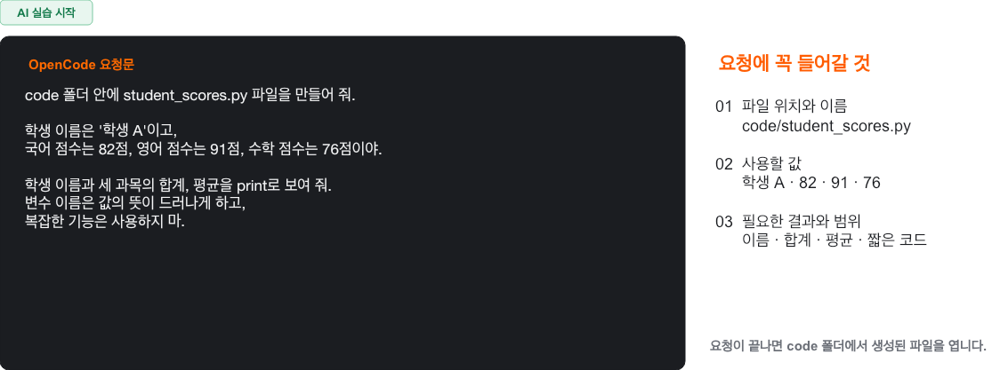 AI 실습 시작
OpenCode 요청문
code 폴더 안에 student_scores.py 파일을 만들어 줘.
학생 이름은 '학생 A'이고,
국어 점수는 82점, 영어 점수는 91점, 수학 점수는 76점이야.
학생 이름과 세 과목의 합계, 평균을 print로 보여 줘.
변수 이름은 값의 뜻이 드러나게 하고,
복잡한 기능은 사용하지 마.
요청에 꼭 들어갈 것
01 파일 위치와 이름
code/student_scores.py
02 사용할 값
학생 A · 82 · 91 · 76
03 필요한 결과와 범위
이름 · 합계 · 평균 · 짧은 코드
요청이 끝나면 code 폴더에서 생성된 파일을 엽니다.